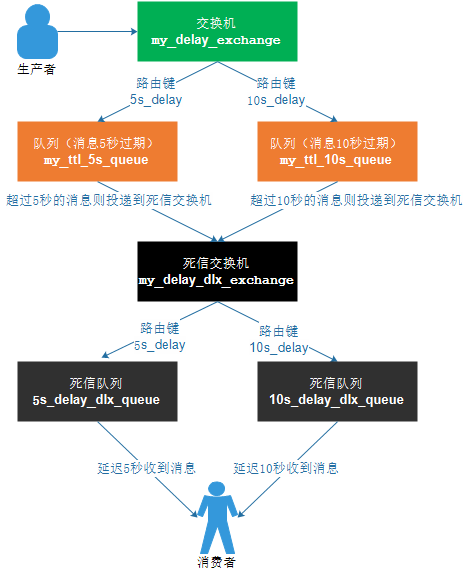 交换机
my_delay_exchange
生产者
路由键
5s_delay
路由键
10s_delay
队列（消息5秒过期）
my_ttl_5s_queue
队列（消息10秒过期）
my_ttl_10s_queue
超过5秒的消息则投递到死信交换机
超过10秒的消息则投递到死信交换机
死信交换机
my_delay_dlx_exchange
路由键
5s_delay
路由键
10s_delay
死信队列
5s_delay_dlx_queue
死信队列
10s_delay_dlx_queue
延迟5秒收到消息
延迟10秒收到消息
消费者